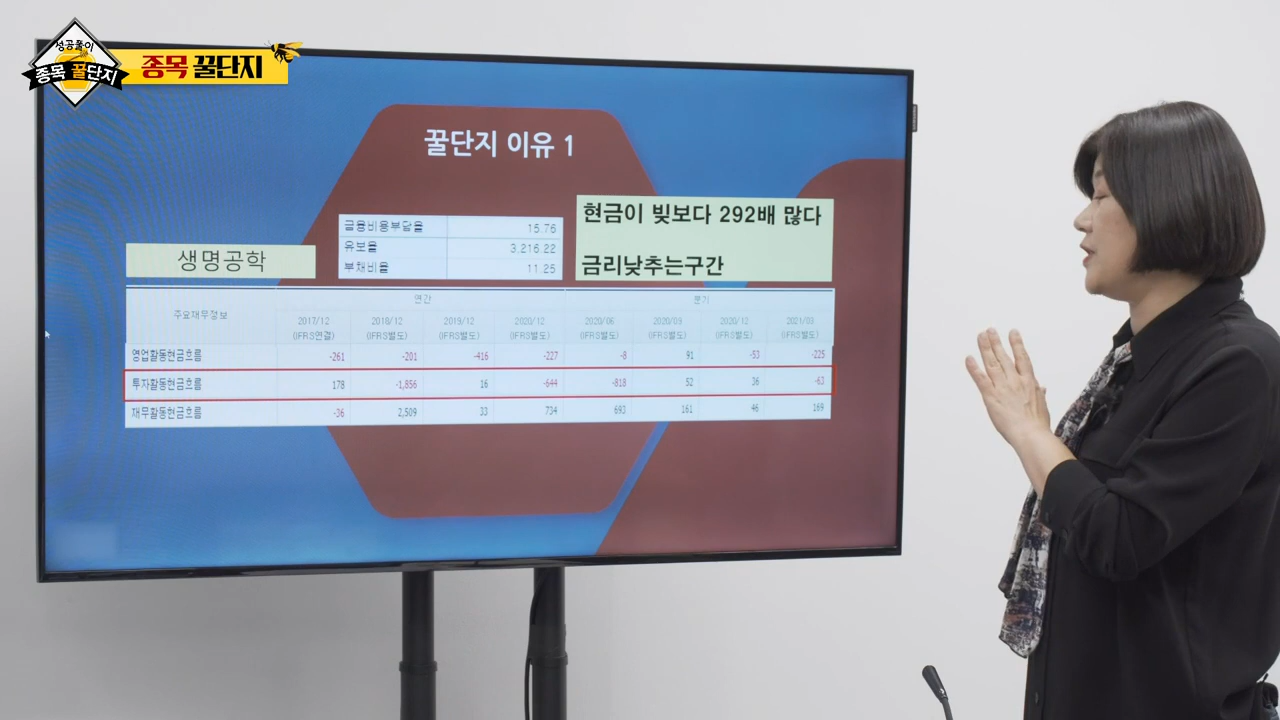 성공풀이
종목 꿀단지
종목 꿀단지
꿀단지 이유 1
현금이 빚보다 292배 많다
금리낮추는구간
금융비용부담율 15.76
유보율 3,216.22
부채비율 11.25
생명공학
주요재무정보 연간 분기
2017/12 2018/12 2019/12 2020/12 2020/06 2020/09 2020/12 2021/03
(IFRS연결) (IFRS별도) (IFRS별도) (IFRS별도) (IFRS별도) (IFRS별도) (IFRS별도) (IFRS별도)
영업활동현금흐름 -261 -201 -416 -227 -8 91 -53 -225
투자활동현금흐름 178 -1,856 16 -644 -818 52 36 -63
재무활동현금흐름 -36 2,509 33 734 693 161 46 169